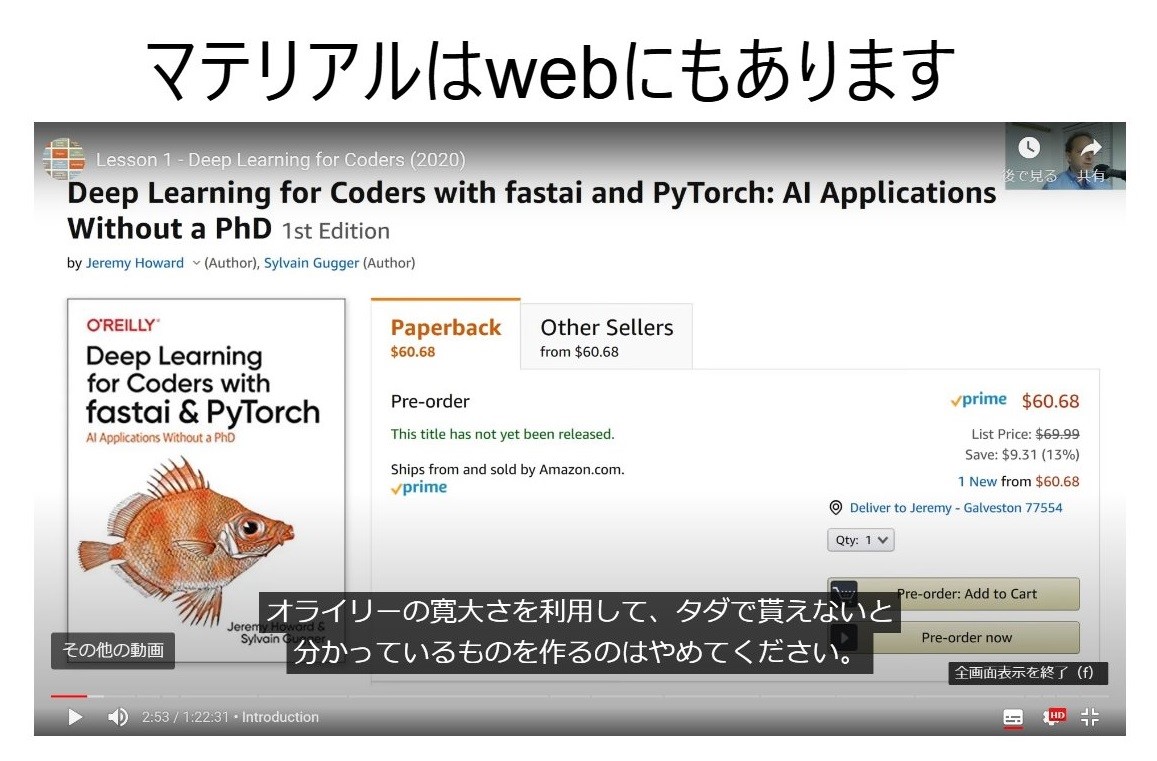 マテリアルはwebにもあります
Lesson 1 - Deep Learning for Coders (2020)
後で見る
共有
Deep Learning for Coders with fastai and PyTorch: AI Applications
Without a PhD 1st Edition
by Jeremy Howard (Author), Sylvain Gugger (Author)
O'REILLY®
Deep Learning
for Coders with
fastai & PyTorch
AI Applications Without a PhD
Jeremy Howard &
Sylvain Gugger
Paperback
$60.68
Other Sellers
from $60.68
Pre-order
This title has not yet been released.
Ships from and sold by Amazon.com.
prime
prime $60.68
List Price: $69.99
Save: $9.31 (13%)
1 New from $60.68
Deliver to Jeremy - Galveston 77554
Qty: 1
Pre-order: Add to Cart
Pre-order now
オライリーの寛大さを利用して、タダで貰えないと
分かっているものを作るのはやめてください。
その他の動画
全画面表示を終了 (f)
2:53 / 1:22:31 • Introduction
HD